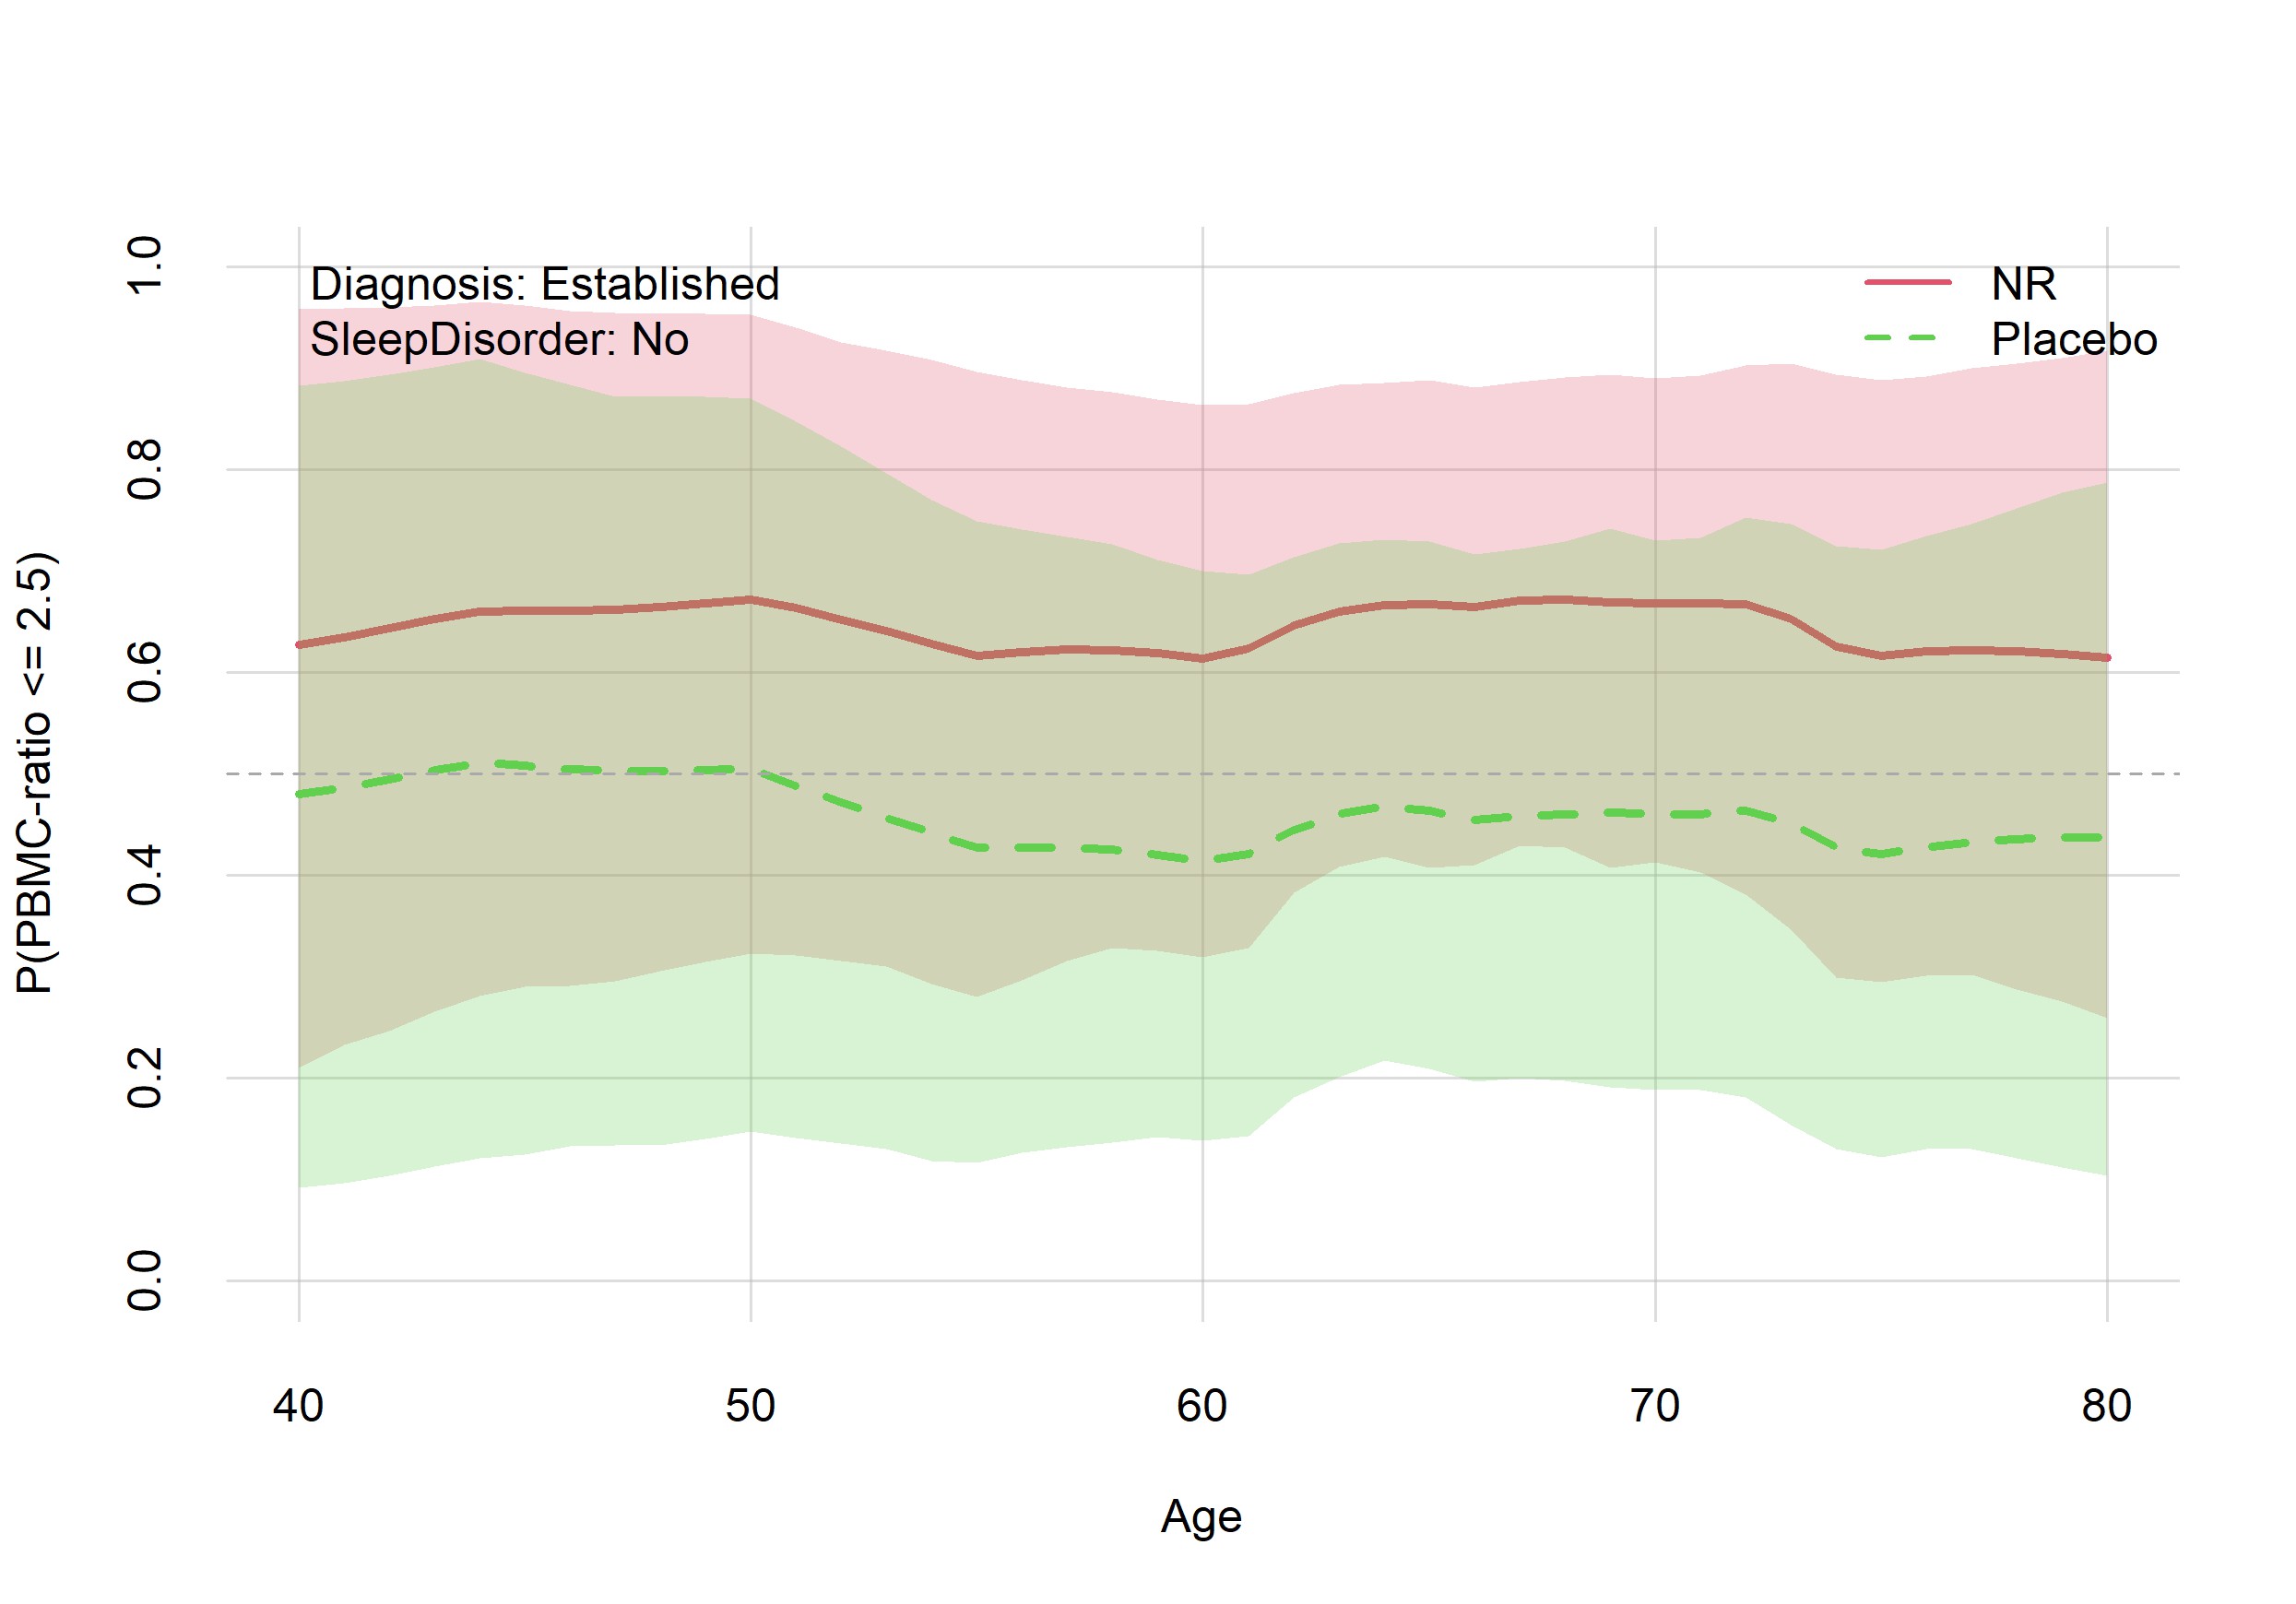 Diagnosis: Established
SleepDisorder: No
NR
Placebo
P(PBMC-ratio <= 2.5)
1.0
0.8
0.6
0.4
0.2
0.0
40 50 60 70 80
Age